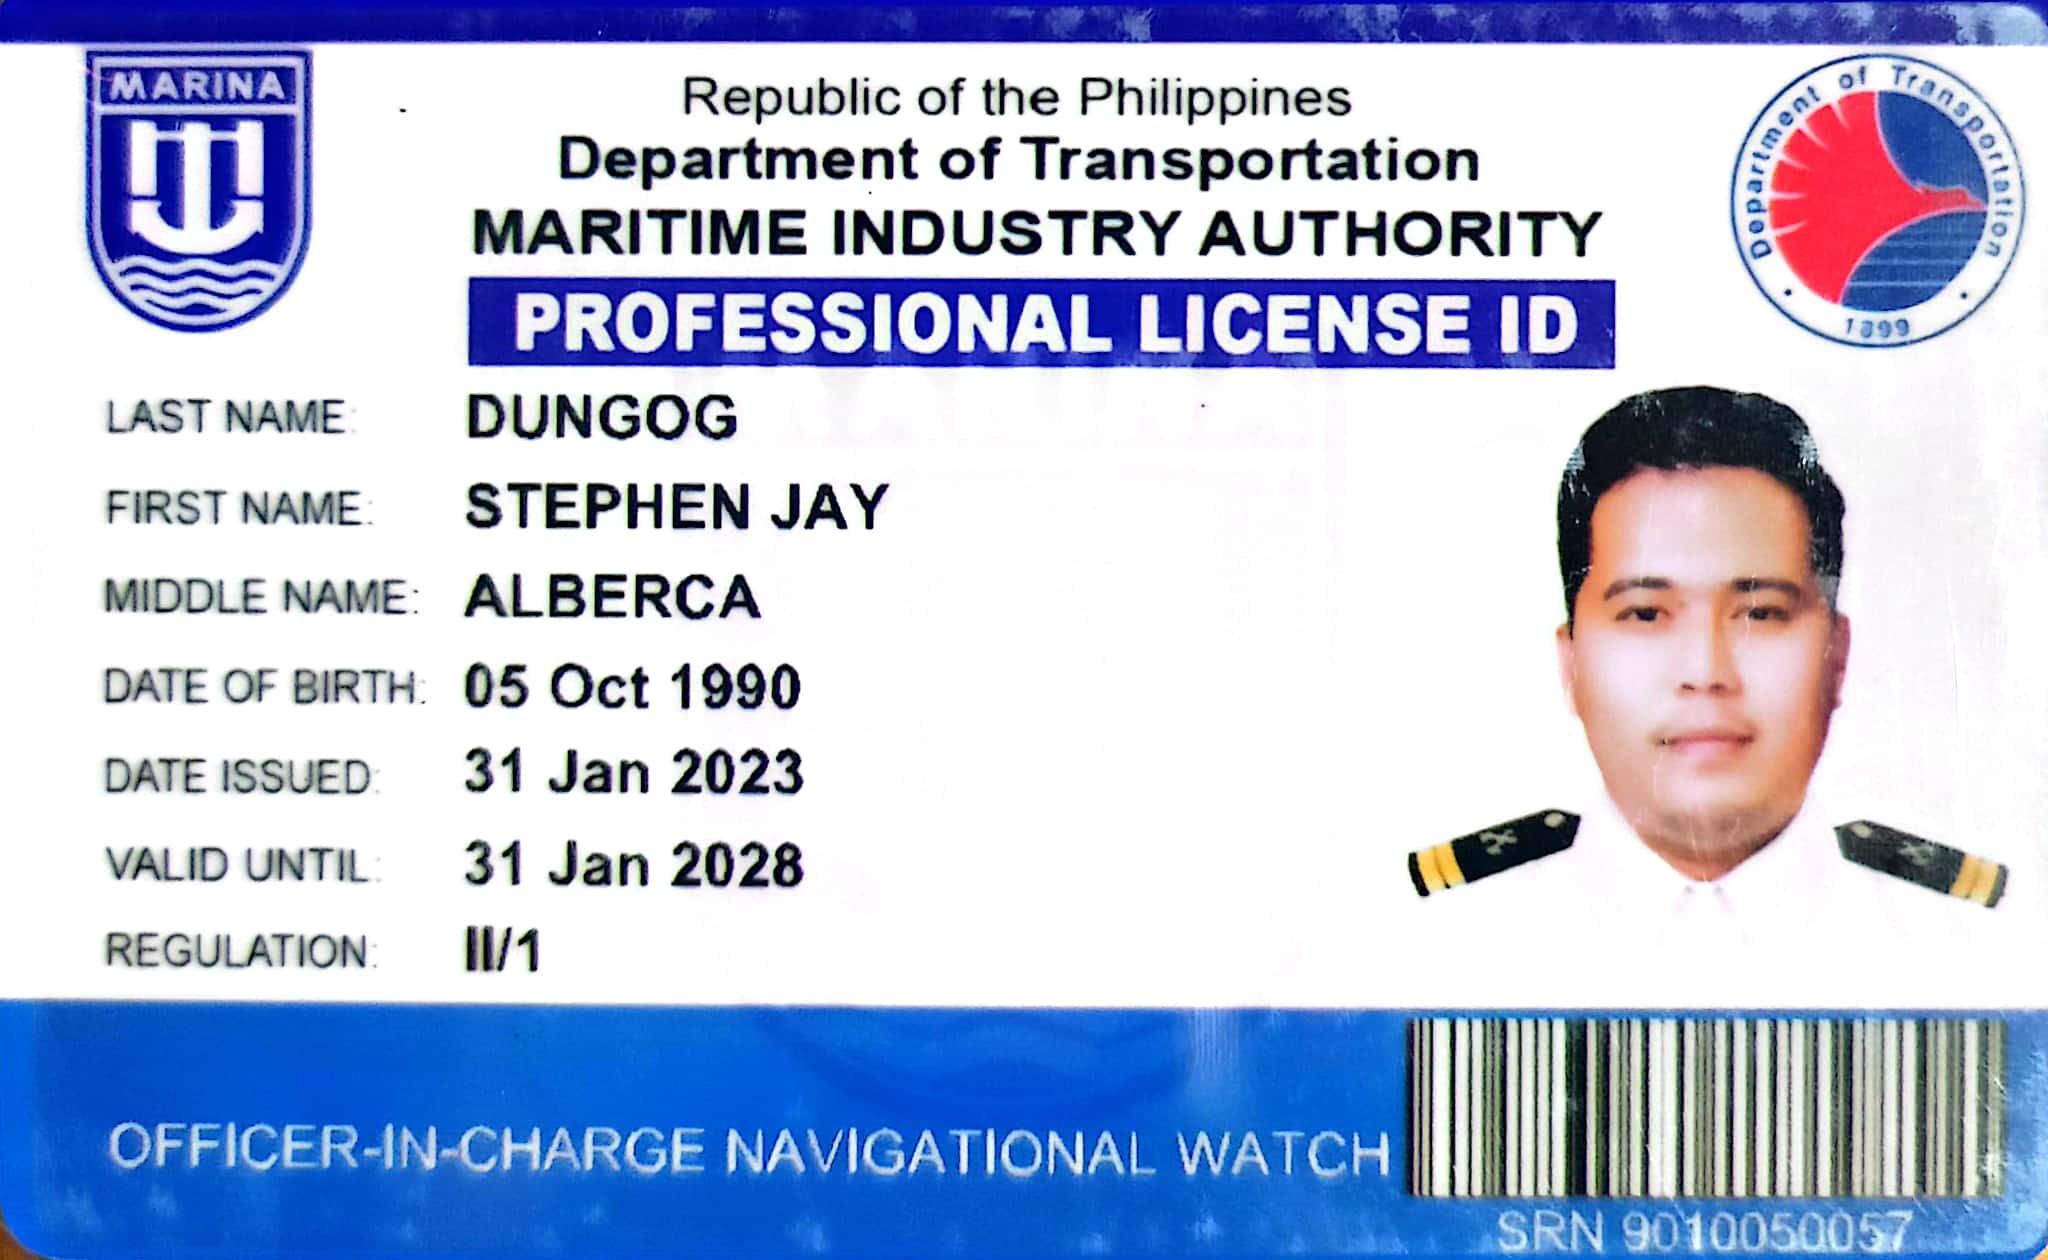 MARINA
Republic of the Philippines
Department of Transportation
MARITIME INDUSTRY AUTHORITY
PROFESSIONAL LICENSE ID
Department of Transportation
1899
LAST NAME: DUNGOG
FIRST NAME: STEPHEN JAY
MIDDLE NAME: ALBERCA
DATE OF BIRTH: 05 Oct 1990
DATE ISSUED: 31 Jan 2023
VALID UNTIL: 31 Jan 2028
REGULATION: II/1
OFFICER-IN-CHARGE NAVIGATIONAL WATCH
SRN 9010050057